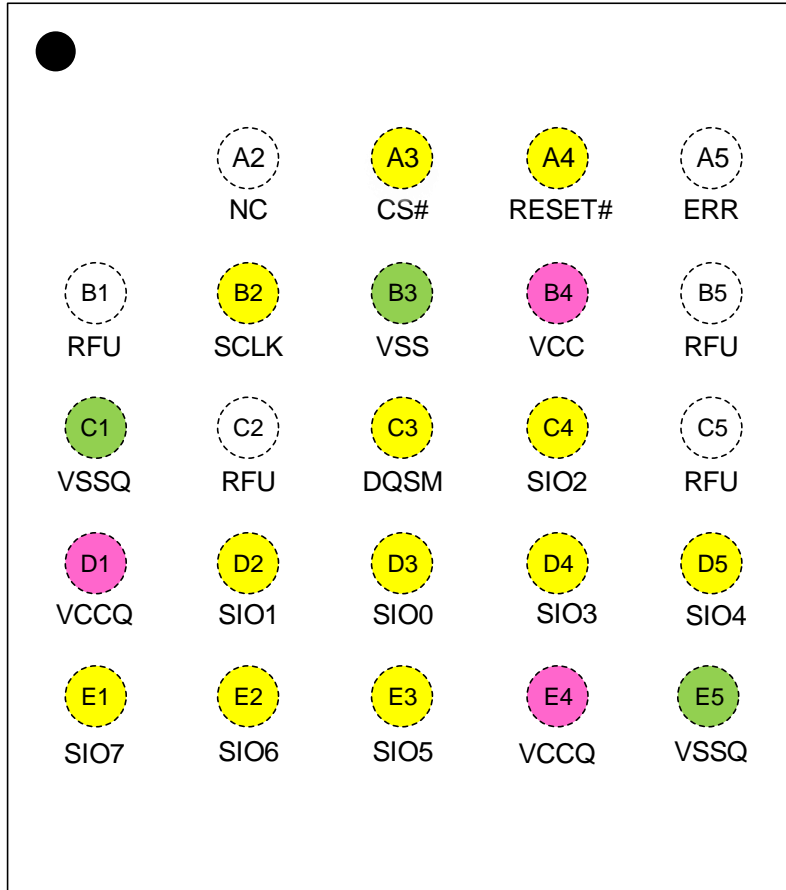 A2 A3 A4 A5
NC CS# RESET# ERR
B1 B2 B3 B4 B5
RFU SCLK VSS VCC RFU
C1 C2 C3 C4 C5
VSSQ RFU DQSM SIO2 RFU
D1 D2 D3 D4 D5
VCCQ SIO1 SIO0 SIO3 SIO4
E1 E2 E3 E4 E5
SIO7 SIO6 SIO5 VCCQ VSSQ